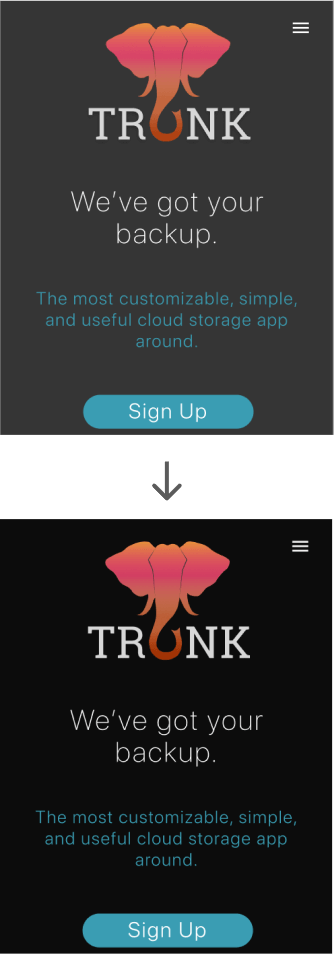 TRUNK
We've got your
backup.
The most customizable, simple,
and useful cloud storage app
around.
Sign Up
TRUNK
We've got your
backup.
The most customizable, simple,
and useful cloud storage app
around.
Sign Up